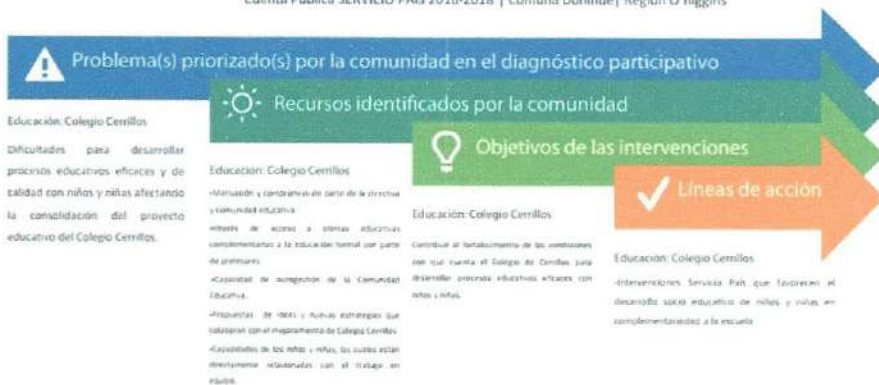 Cuenta Pública SERVICIO PAÍS 2016-2018 | Comuna Doñihue| Región O'higgins
Problema(s) priorizado(s) por la comunidad en el diagnóstico participativo
Recursos identificados por la comunidad
Educación: Colegio Cerrillos
Objetivos de las intervenciones
Dificultades para desarrollar
procesos educativos eficaces y de
calidad con niños y niñas afectando
la consolidación del proyecto
educativo del Colegio Cerrillos.
Educación: Colegio Cerrillos
-Motivación y compromiso de parte de la directiva
y comunidad educativa.
-Interés de acceso a ofertas educativas
complementarias a la educación formal por parte
de profesores.
-Capacidad de autogestión de la Comunidad
Educativa.
-Propuestas de ideas y nuevas estrategias que
colaboran con el mejoramiento de Colegio Cerrillos
-Capacidades de los niños y niñas, las cuales están
directamente relacionadas con el trabajo en
equipo.
Educación: Colegio Cerrillos
Contribuir al fortalecimiento de las condiciones
con que cuenta el Colegio de Cerrillos para
desarrollar procesos educativos eficaces con
niños y niñas.
Líneas de acción
Educación: Colegio Cerrillos
-Intervenciones Servicio País que favorecen el
desarrollo socio educativo de niños y niñas en
complementariedad a la escuela